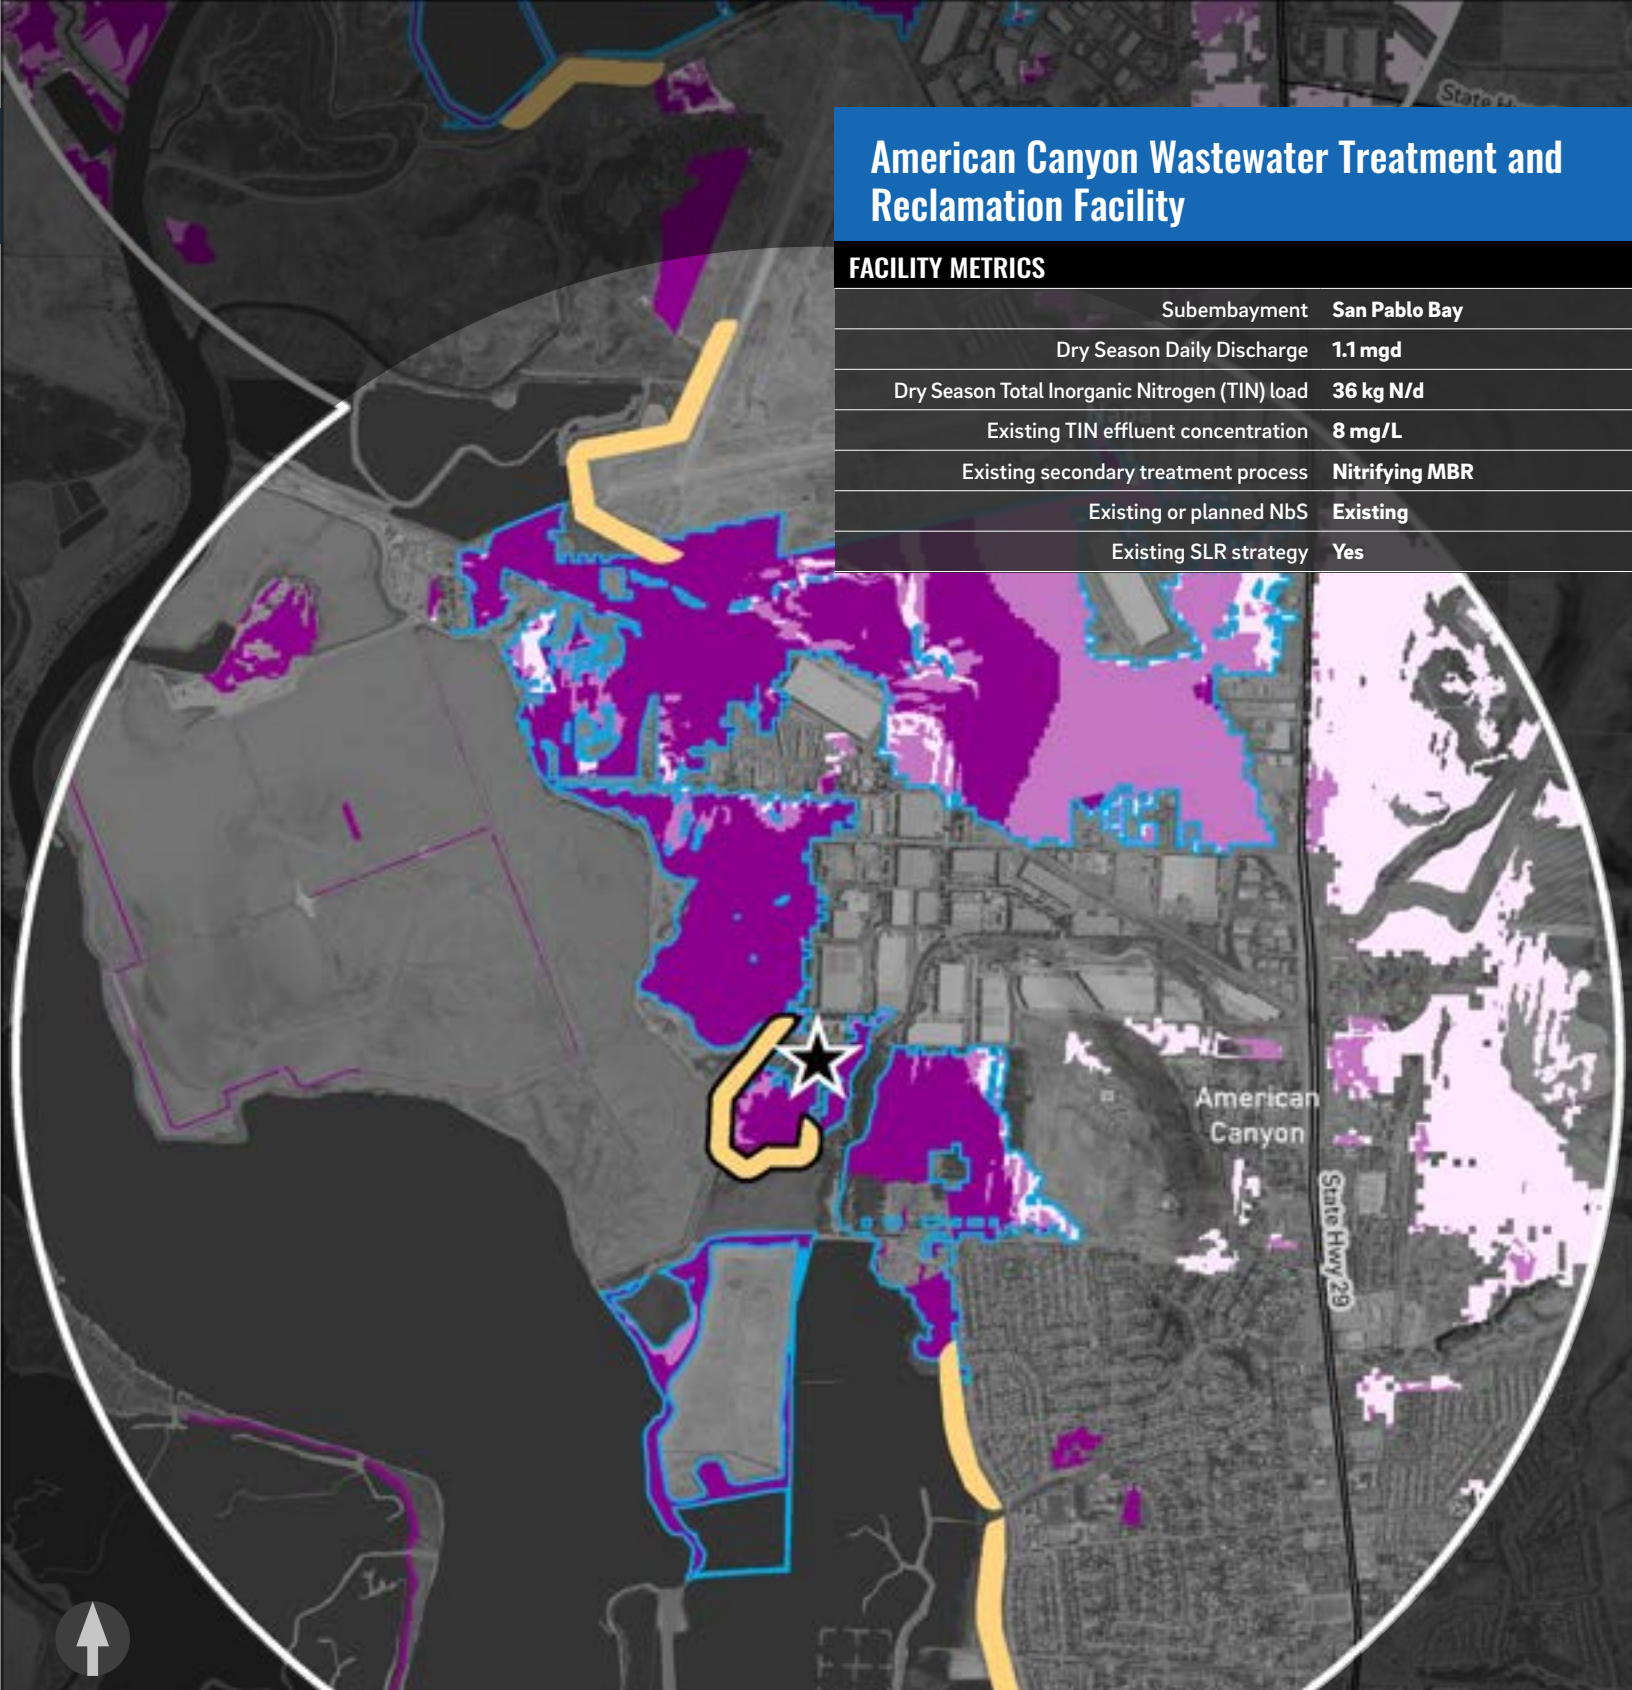 State H
American Canyon Wastewater Treatment and
Reclamation Facility
FACILITY METRICS
Subembayment San Pablo Bay
Dry Season Daily Discharge 1.1 mgd
Dry Season Total Inorganic Nitrogen (TIN) load 36 kg N/d
Existing TIN effluent concentration 8 mg/L
Existing secondary treatment process Nitrifying MBR
Existing or planned NbS Existing
Existing SLR strategy Yes
American
Canyon
State Hwy 29